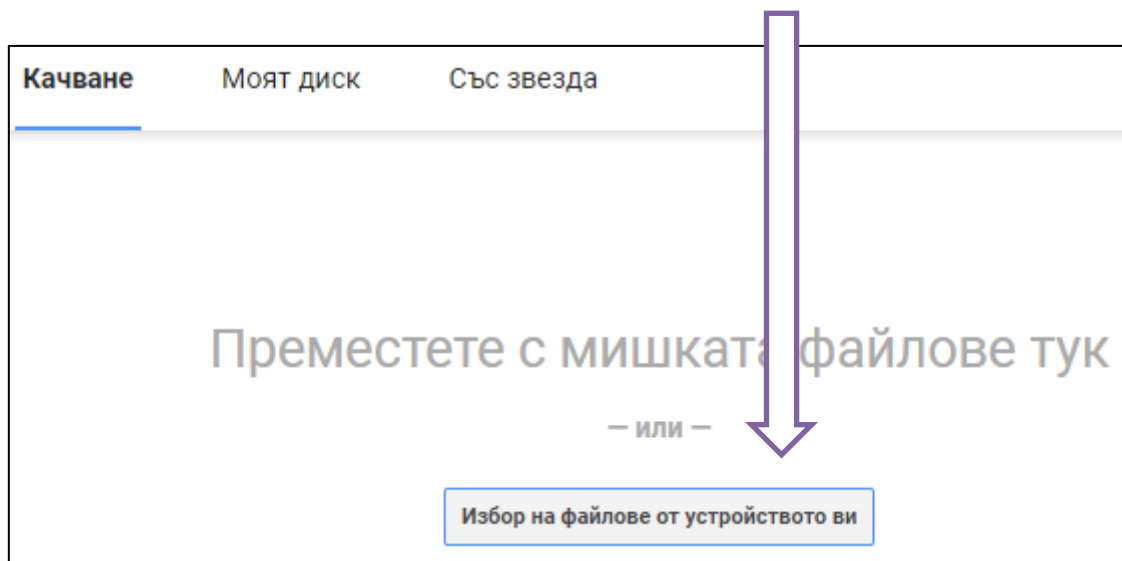 Качване Моят диск Със звезда
Преместете с мишката файлове тук
— или —
Избор на файлове от устройството ви